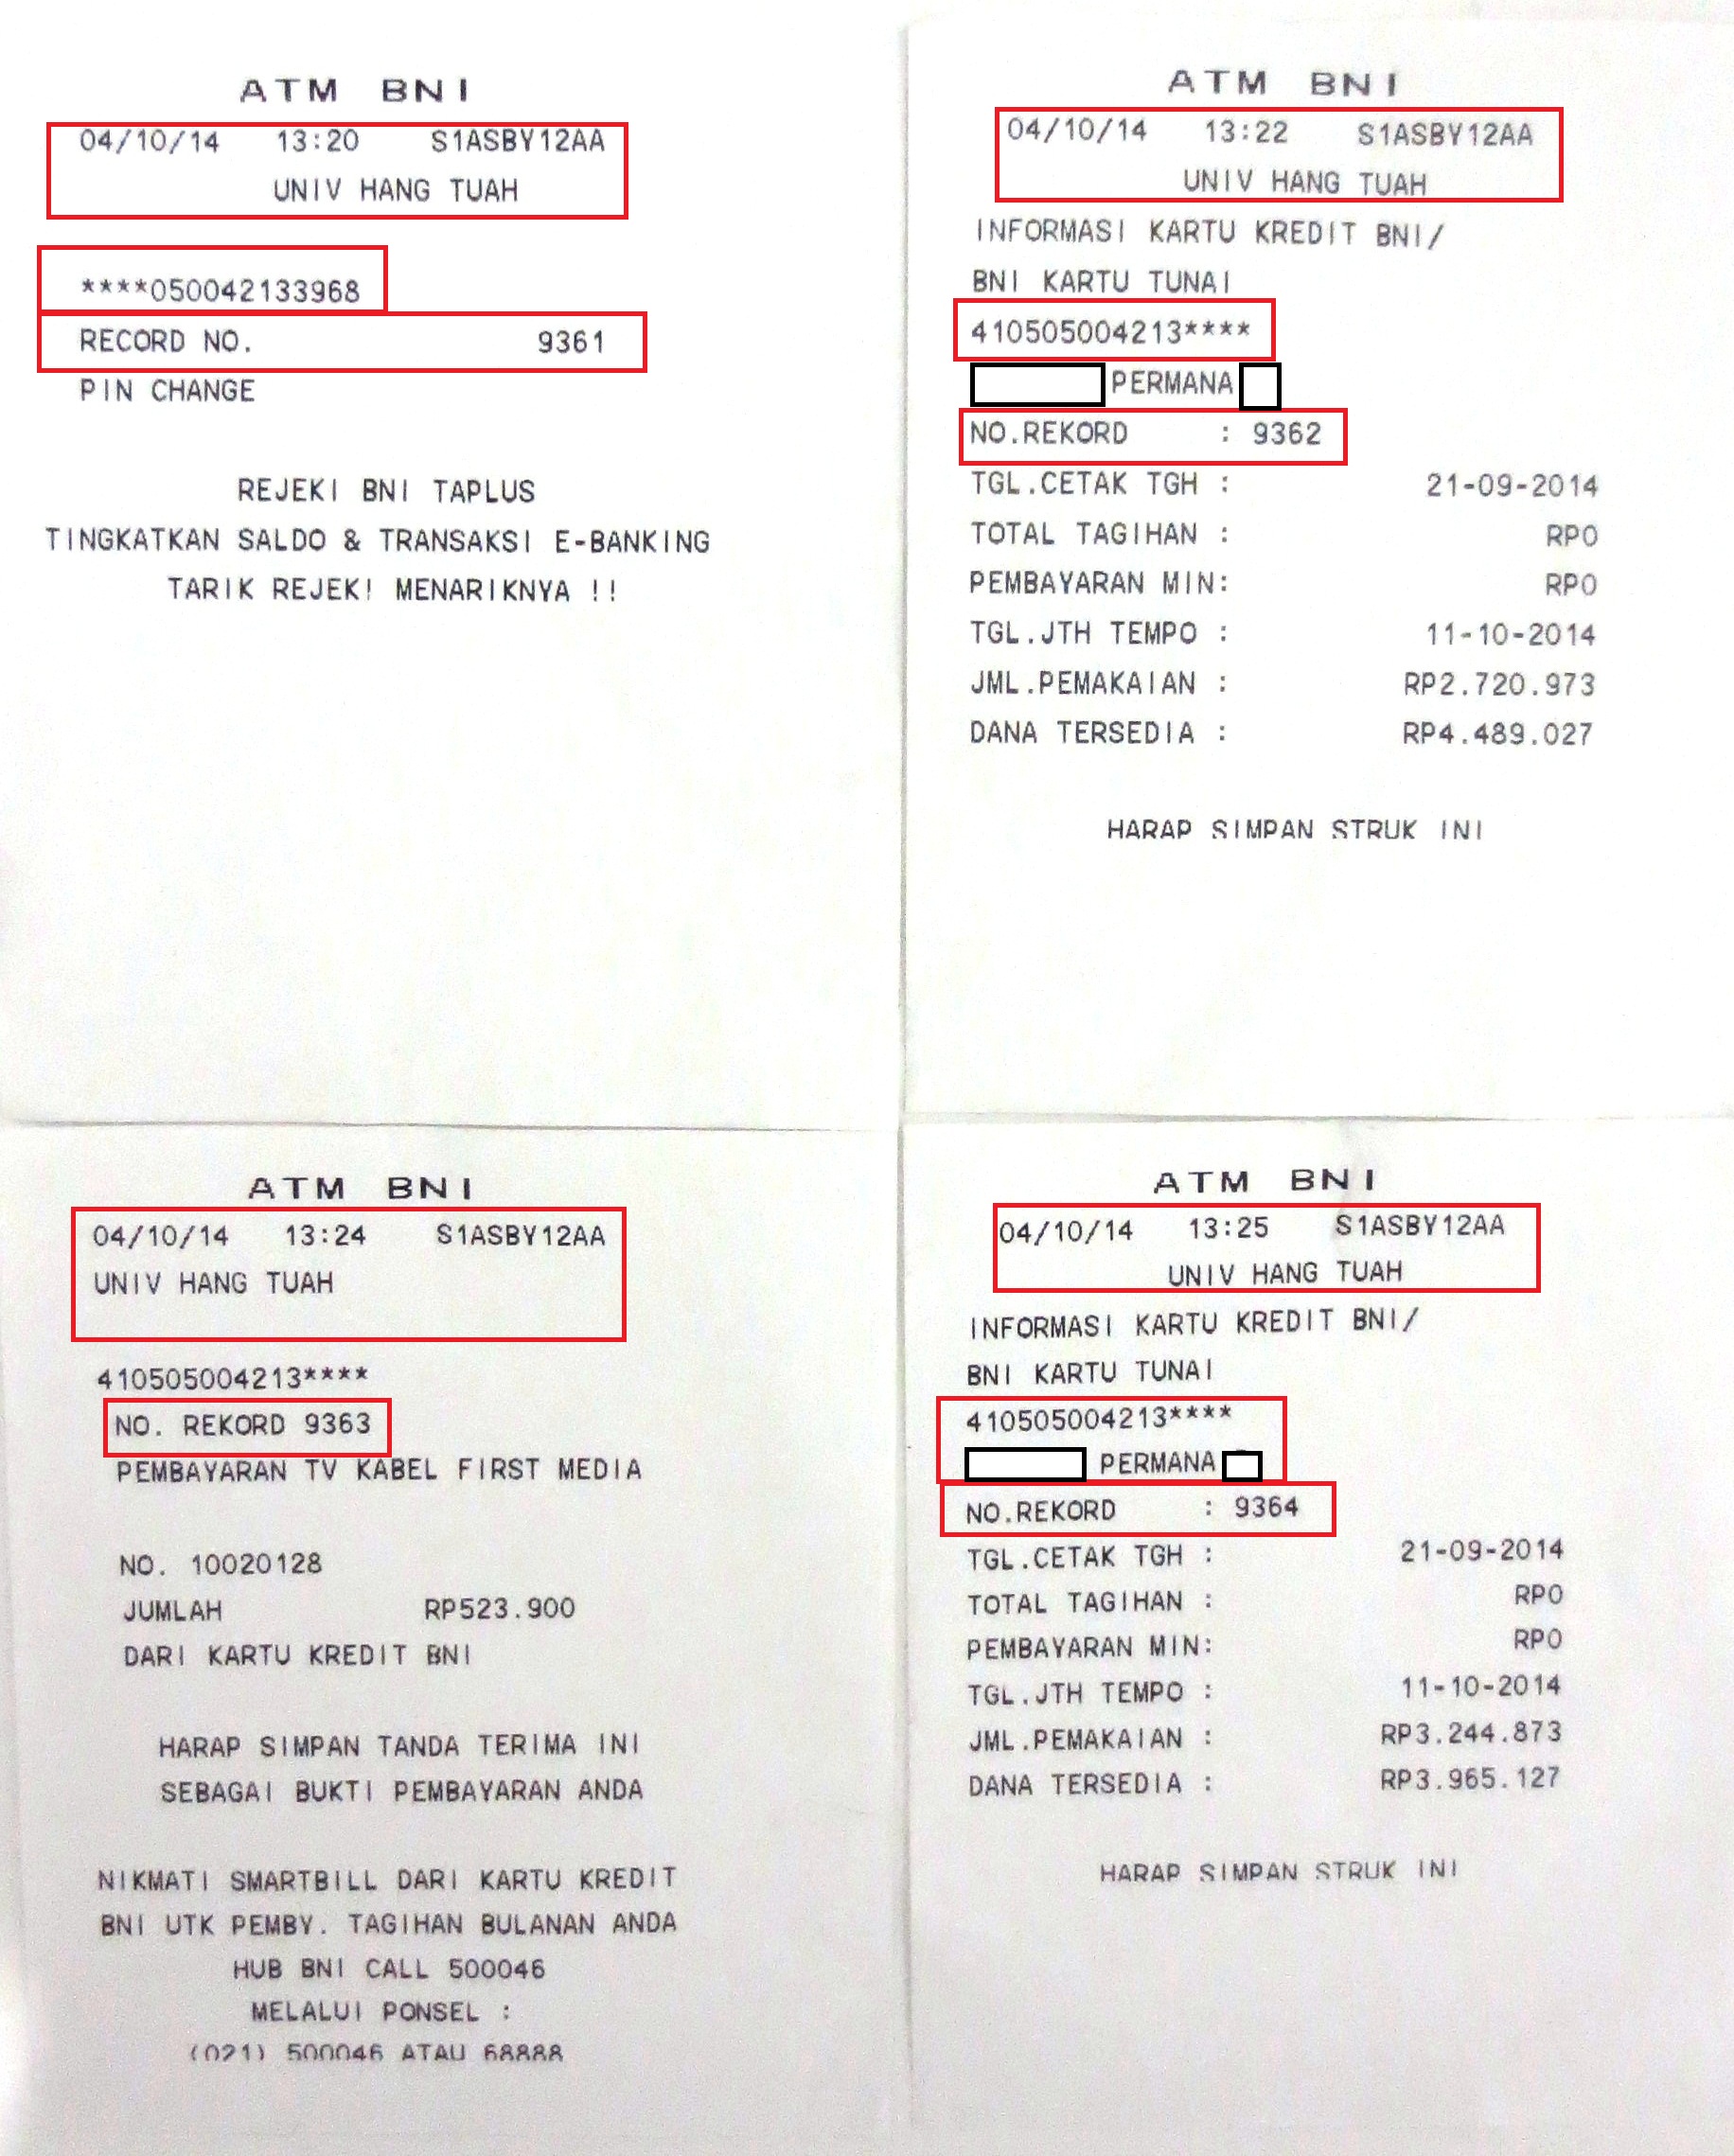 ATM BNI
04/10/14 13:20 S1ASBY12AA
UNIV HANG TUAH
****050042133968
RECORD NO. 9361
PIN CHANGE
REJEKI BNI TAPLUS
TINGKATKAN SALDO & TRANSAKSI E-BANKING
TARIK REJEK! MENARIKNYA !!
ATM BNI
04/10/14 13:22 S1ASBY12AA
UNIV HANG TUAH
INFORMASI KARTU KREDIT BNI/
BNI KARTU TUNAI
410505004213****
PERMANA
NO.REKORD : 9362
TGL.CETAK TGH : 21-09-2014
TOTAL TAGIHAN : RP0
PEMBAYARAN MIN: RP0
TGL.JTH TEMPO : 11-10-2014
JML.PEMAKAIAN : RP2.720.973
DANA TERSEDIA : RP4.489.027
HARAP SIMPAN STRUK INI
ATM BNI
04/10/14 13:24 S1ASBY12AA
UNIV HANG TUAH
410505004213****
NO. REKORD 9363
PEMBAYARAN TV KABEL FIRST MEDIA
NO. 10020128
JUMLAH RP523.900
DARI KARTU KREDIT BNI
HARAP SIMPAN TANDA TERIMA INI
SEBAGAI BUKTI PEMBAYARAN ANDA
NIKMATI SMARTBILL DARI KARTU KREDIT
BNI UTK PEMBY. TAGIHAN BULANAN ANDA
HUB BNI CALL 500046
MELALUI PONSEL :
(021) 500046 ATAU 68888
ATM BNI
04/10/14 13:25 S1ASBY12AA
UNIV HANG TUAH
INFORMASI KARTU KREDIT BNI/
BNI KARTU TUNAI
410505004213****
PERMANA
NO.REKORD : 9364
TGL.CETAK TGH : 21-09-2014
TOTAL TAGIHAN : RP0
PEMBAYARAN MIN: RP0
TGL.JTH TEMPO : 11-10-2014
JML.PEMAKAIAN : RP3.244.873
DANA TERSEDIA : RP3.965.127
HARAP SIMPAN STRUK INI